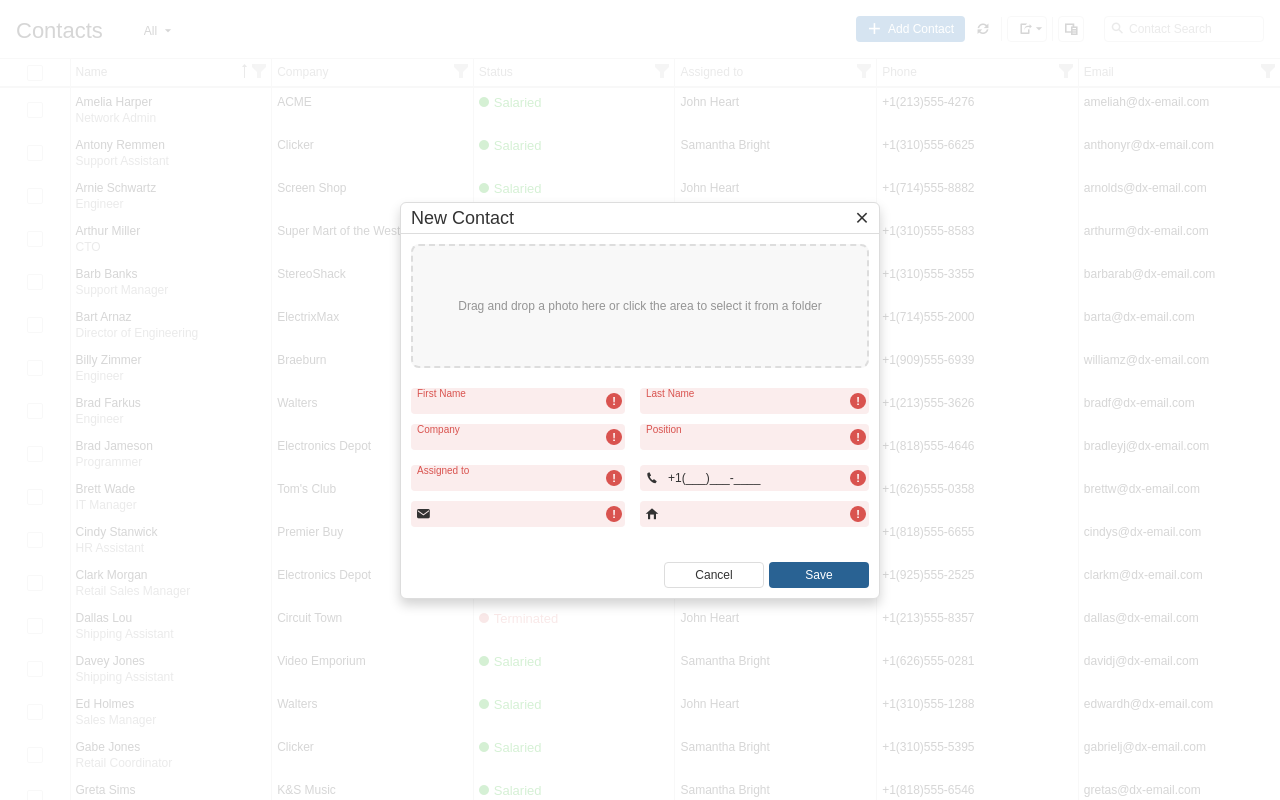 Contacts
All
Add Contact
Contact Search
Name Company Status Assigned to Phone Email
Amelia Harper ACME Salaried John Heart +1(213)555-4276 ameliah@dx-email.com
Network Admin
Antony Remmen Clicker Salaried Samantha Bright +1(310)555-6625 anthonyr@dx-email.com
Support Assistant
Arnie Schwartz Screen Shop Salaried John Heart +1(714)555-8882 arnolds@dx-email.com
Engineer
Arthur Miller Super Mart of the West +1(310)555-8583 arthurm@dx-email.com
CTO
Barb Banks StereoShack +1(310)555-3355 barbarab@dx-email.com
Support Manager
Bart Arnaz ElectrixMax +1(714)555-2000 barta@dx-email.com
Director of Engineering
Billy Zimmer Braeburn +1(909)555-6939 williamz@dx-email.com
Engineer
Brad Farkus Walters +1(213)555-3626 bradf@dx-email.com
Engineer
Brad Jameson Electronics Depot +1(818)555-4646 bradleyj@dx-email.com
Programmer
Brett Wade Tom's Club +1(626)555-0358 brettw@dx-email.com
IT Manager
Cindy Stanwick Premier Buy +1(818)555-6655 cindys@dx-email.com
HR Assistant
Clark Morgan Electronics Depot +1(925)555-2525 clarkm@dx-email.com
Retail Sales Manager
Dallas Lou Circuit Town Terminated John Heart +1(213)555-8357 dallas@dx-email.com
Shipping Assistant
Davey Jones Video Emporium Salaried Samantha Bright +1(626)555-0281 davidj@dx-email.com
Shipping Assistant
Ed Holmes Walters Salaried John Heart +1(310)555-1288 edwardh@dx-email.com
Sales Manager
Gabe Jones Clicker Salaried Samantha Bright +1(310)555-5395 gabrielj@dx-email.com
Retail Coordinator
Greta Sims K&S Music Salaried Samantha Bright +1(818)555-6546 gretas@dx-email.com
New Contact
Drag and drop a photo here or click the area to select it from a folder
First Name Last Name
Company Position
Assigned to +1(___)___-____
Cancel Save